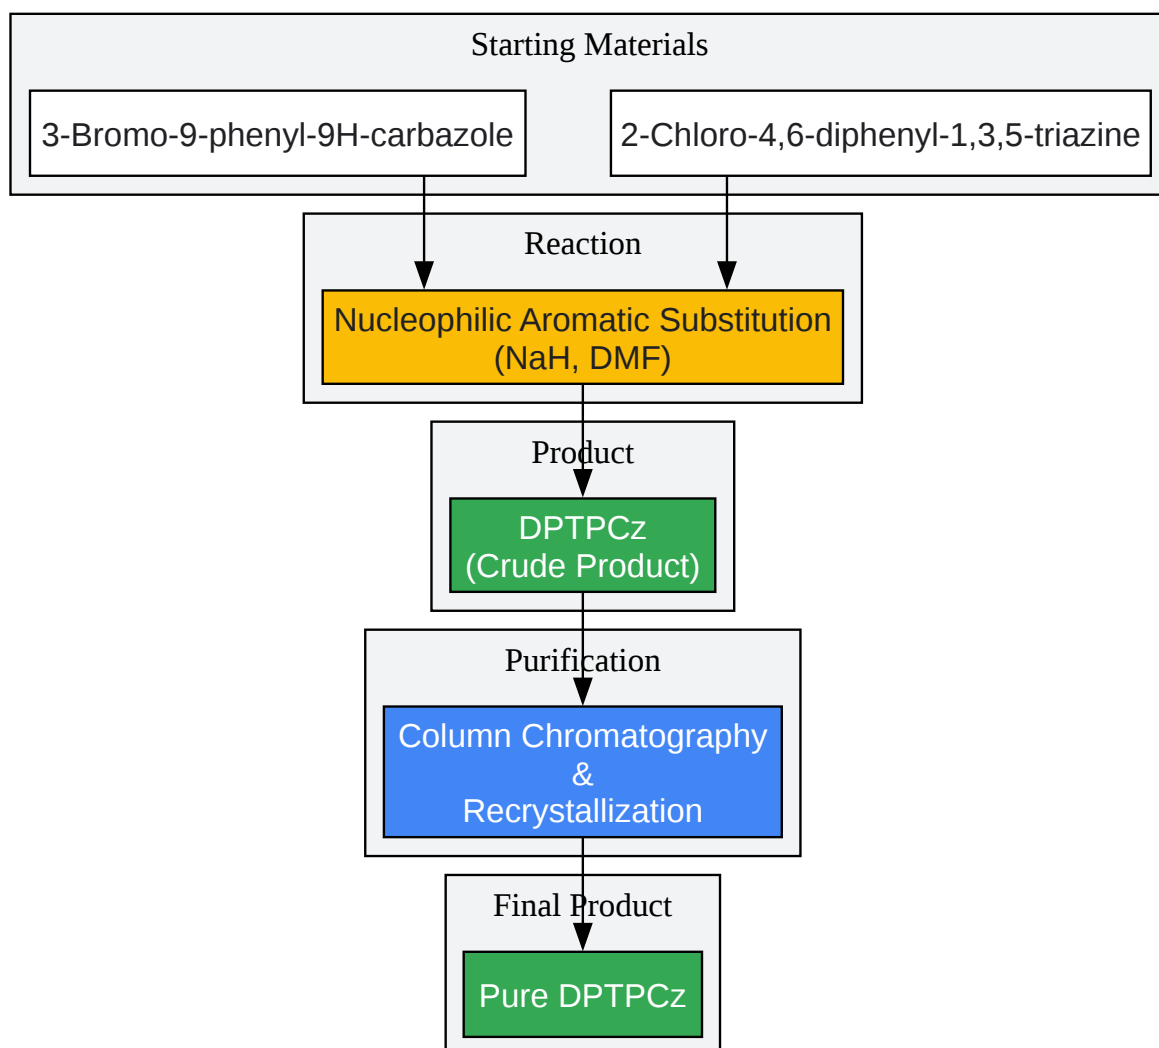 Starting Materials
3-Bromo-9-phenyl-9H-carbazole
2-Chloro-4,6-diphenyl-1,3,5-triazine
Reaction
Nucleophilic Aromatic Substitution
(NaH, DMF)
Product
DPTPCz
(Crude Product)
Purification
Column Chromatography
&
Recrystallization
Final Product
Pure DPTPCz